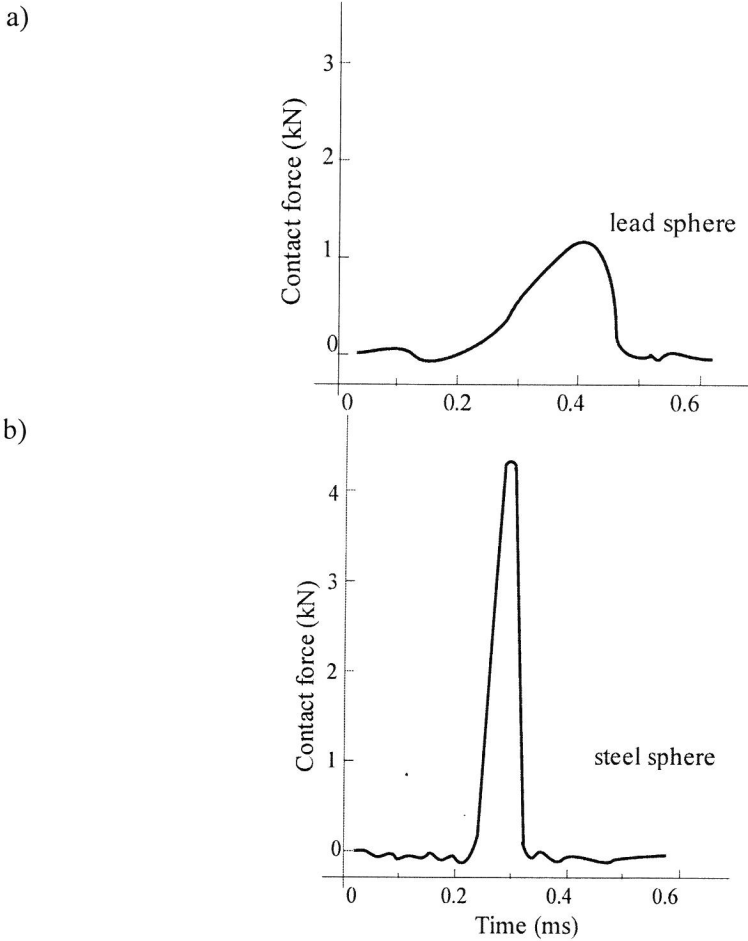 a)
3
2
1
0
Contact force (kN)
lead sphere
0 0.2 0.4 0.6
b)
4
3
2
1
0
Contact force (kN)
steel sphere
0 0.2 0.4 0.6
Time (ms)